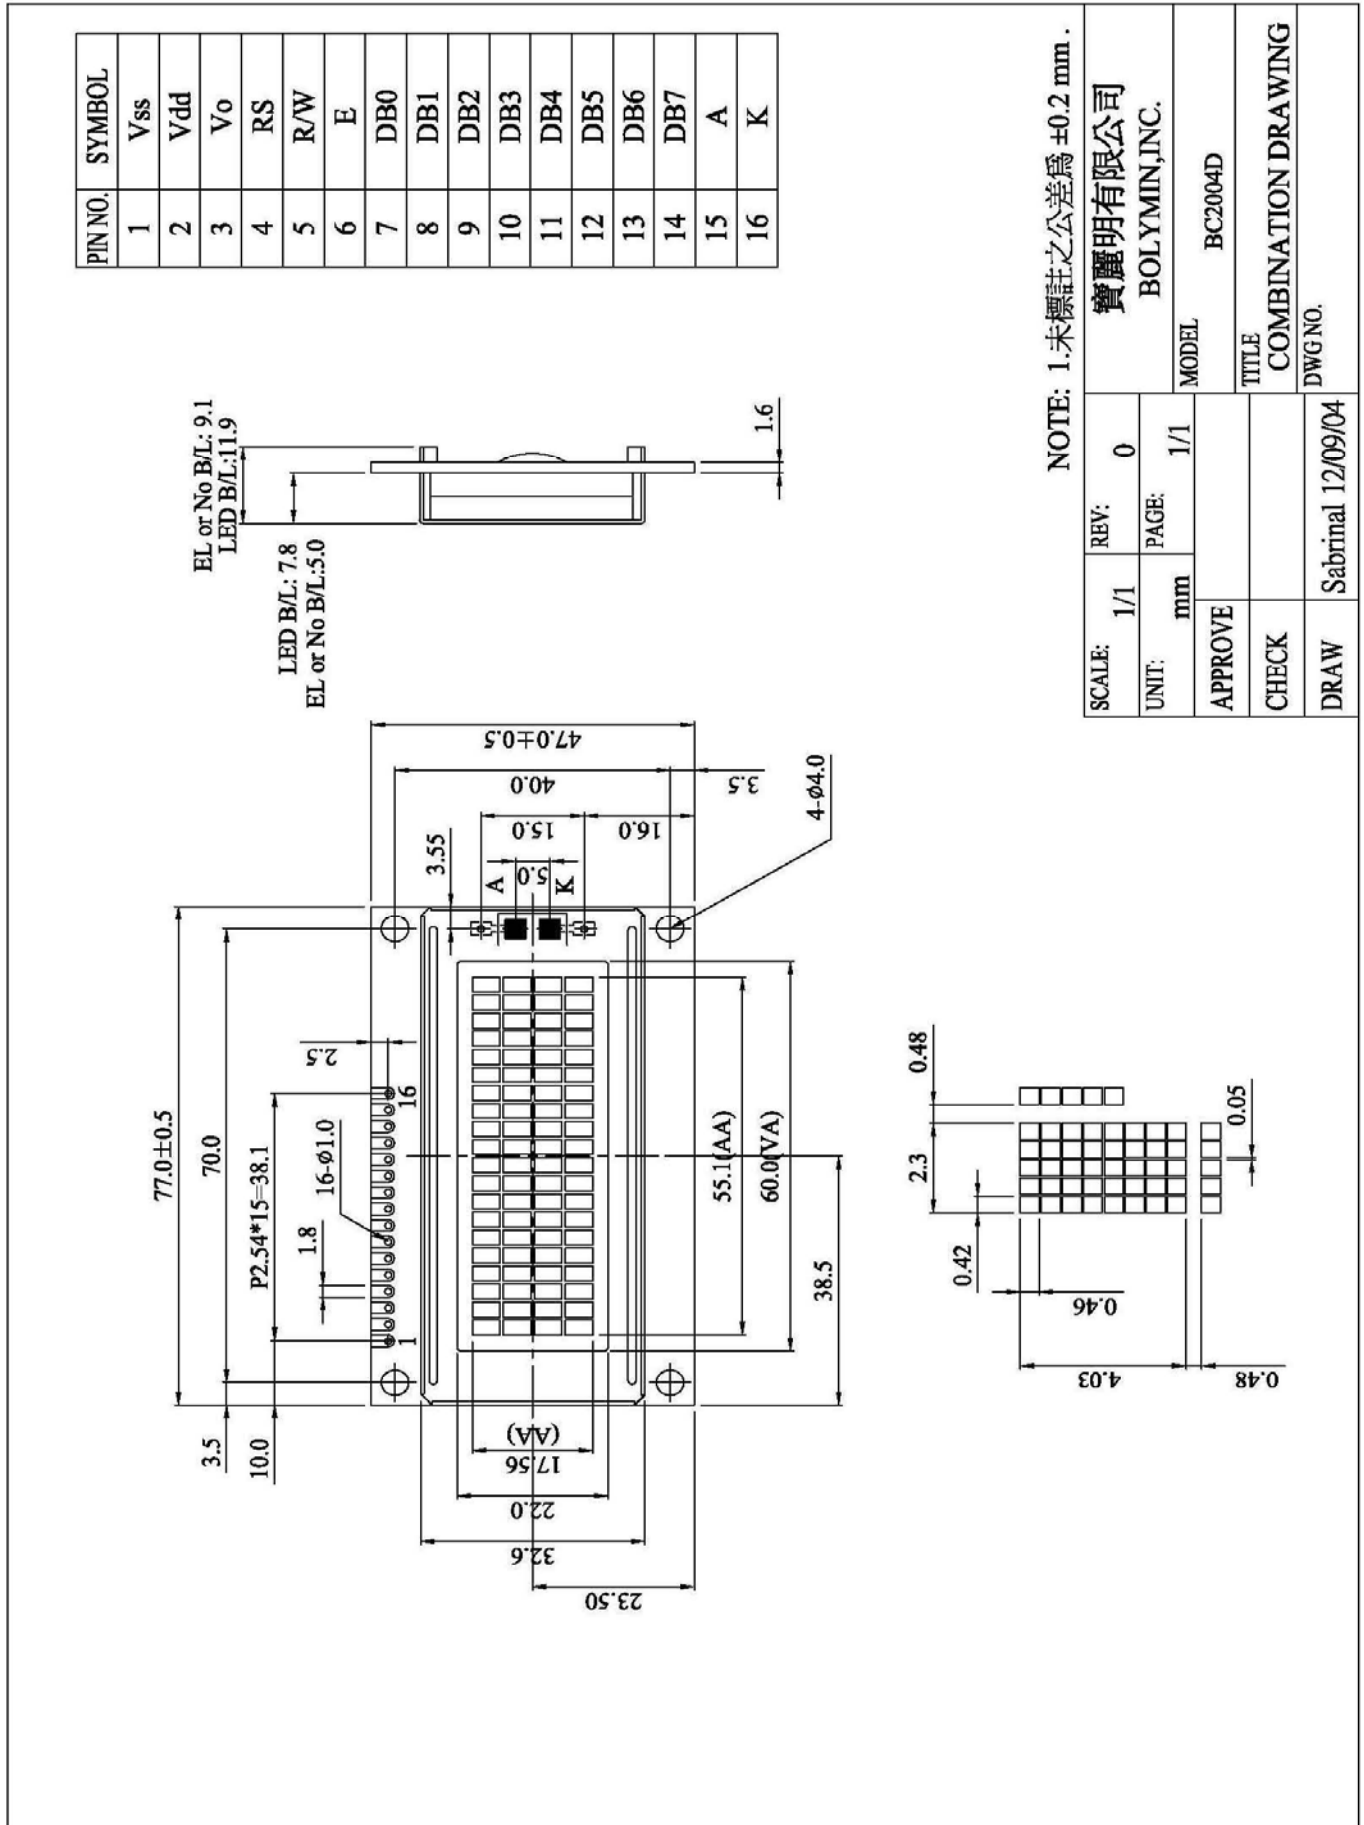 PIN NO. SYMBOL
1 Vss
2 Vdd
3 Vo
4 RS
5 R/W
6 E
7 DB0
8 DB1
9 DB2
10 DB3
11 DB4
12 DB5
13 DB6
14 DB7
15 A
16 K
EL or No B/L: 9.1
LED B/L:11.9
LED B/L: 7.8
EL or No B/L:5.0
1.6
77.0±0.5
70.0
3.5
P2.54*15=38.1
10.0
1.8
16-ø1.0
2.5
1
16
3.55
A
K
5.0
15.0
16.0
40.0
3.5
47.0±0.5
4-ø4.0
(AA)
17.56
22.0
32.6
23.50
55.1(AA)
60.0(VA)
38.5
2.3
0.48
0.42
0.46
4.03
0.48
0.05
NOTE: 1.未標註之公差爲 ±0.2 mm .
SCALE: 1/1
REV: 0
寶麗明有限公司
BOLYMIN,INC.
UNIT: mm
PAGE: 1/1
MODEL
BC2004D
APPROVE
CHECK
TITLE
COMBINATION DRAWING
DRAW Sabrinal 12/09/04
DWG NO.